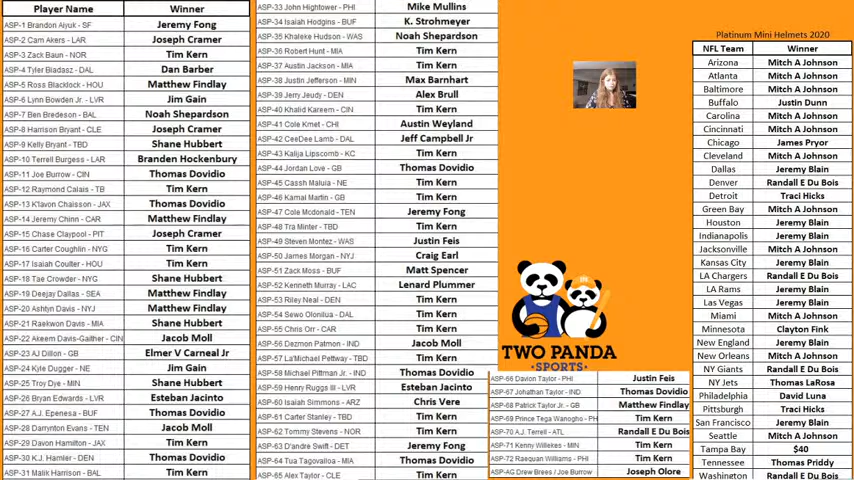 Player Name Winner
ASP-1 Brandon Aiyuk - SF Jeremy Fong
ASP-2 Cam Akers - LAR Joseph Cramer
ASP-3 Zack Baun - NOR Tim Kern
ASP-4 Tyler Biadasz - DAL Dan Barber
ASP-5 Ross Blacklock - HOU Matthew Findlay
ASP-6 Lynn Bowden Jr. - LVR Jim Gain
ASP-7 Ben Bredeson - BAL Noah Shepardson
ASP-8 Harrison Bryant - CLE Joseph Cramer
ASP-9 Kelly Bryant - TBD Shane Hubbert
ASP-10 Terrell Burgess - LAR Branden Hockenbury
ASP-11 Joe Burrow - CIN Thomas Dovidio
ASP-12 Raymond Calais - TB Tim Kern
ASP-13 K'lavon Chaisson - JAX Thomas Dovidio
ASP-14 Jeremy Chinn - CAR Matthew Findlay
ASP-15 Chase Claypool - PIT Joseph Cramer
ASP-16 Carter Coughlin - NYG Tim Kern
ASP-17 Isaiah Coulter - HOU Tim Kern
ASP-18 Tae Crowder - NYG Shane Hubbert
ASP-19 Deejay Dallas - SEA Matthew Findlay
ASP-20 Ashtyn Davis - NYJ Matthew Findlay
ASP-21 Raekwon Davis - MIA Shane Hubbert
ASP-22 Akeem Davis-Gaither - CIN Jacob Moll
ASP-23 AJ Dillon - GB Elmer V Carneal Jr
ASP-24 Kyle Dugger - NE Jim Gain
ASP-25 Troy Dye - MIN Shane Hubbert
ASP-26 Bryan Edwards - LVR Esteban Jacinto
ASP-27 A.J. Epenesa - BUF Thomas Dovidio
ASP-28 Darrynton Evans - TEN Jacob Moll
ASP-29 Davon Hamilton - JAX Tim Kern
ASP-30 K.J. Hamler - DEN Thomas Dovidio
ASP-31 Malik Harrison - BAL Tim Kern
ASP-33 John Hightower - PHI Mike Mullins
ASP-34 Isaiah Hodgins - BUF K. Strohmeyer
ASP-35 Khaleke Hudson - WAS Noah Shepardson
ASP-36 Robert Hunt - MIA Tim Kern
ASP-37 Austin Jackson - MIA Tim Kern
ASP-38 Justin Jefferson - MIN Max Barnhart
ASP-39 Jerry Jeudy - DEN Alex Brull
ASP-40 Khalid Kareem - CIN Tim Kern
ASP-41 Cole Kmet - CHI Austin Weyland
ASP-42 CeeDee Lamb - DAL Jeff Campbell Jr
ASP-43 Kalija Lipscomb - KC Tim Kern
ASP-44 Jordan Love - GB Thomas Dovidio
ASP-45 Cassh Maluia - NE Tim Kern
ASP-46 Kamal Martin - GB Tim Kern
ASP-47 Cole Mcdonald - TEN Jeremy Fong
ASP-48 Tra Minter - TBD Tim Kern
ASP-49 Steven Montez - WAS Justin Feis
ASP-50 James Morgan - NYJ Craig Earl
ASP-51 Zack Moss - BUF Matt Spencer
ASP-52 Kenneth Murray - LAC Lenard Plummer
ASP-53 Riley Neal - DEN Tim Kern
ASP-54 Sewo Olonilua - DAL Tim Kern
ASP-55 Chris Orr - CAR Tim Kern
ASP-56 Dezmon Patmon - IND Jacob Moll
ASP-57 La'Michael Pettway - TBD Tim Kern
ASP-58 Michael Pittman Jr. - IND Thomas Dovidio
ASP-59 Henry Ruggs III - LVR Esteban Jacinto
ASP-60 Isaiah Simmons - ARZ Chris Vere
ASP-61 Carter Stanley - TBD Tim Kern
ASP-62 Tommy Stevens - NOR Tim Kern
ASP-63 D'andre Swift - DET Jeremy Fong
ASP-64 Tua Tagovailoa - MIA Thomas Dovidio
ASP-65 Alex Taylor - CLE Tim Kern
TWO PANDA
SPORTS
ASP-66 Davion Taylor - PHI Justin Feis
ASP-67 Johathan Taylor - IND Thomas Dovidio
ASP-68 Patrick Taylor Jr. - GB Matthew Findlay
ASP-69 Prince Tega Wanogho - PH Tim Kern
ASP-70 A.J. Terrell - ATL Randall E Du Bois
ASP-71 Kenny Willekes - MIN Tim Kern
ASP-72 Raequan Williams - PHI Tim Kern
ASP-AG Drew Brees / Joe Burrow Joseph Olore
Platinum Mini Helmets 2020
NFL Team Winner
Arizona Mitch A Johnson
Atlanta Mitch A Johnson
Baltimore Mitch A Johnson
Buffalo Justin Dunn
Carolina Mitch A Johnson
Cincinnati Mitch A Johnson
Chicago James Pryor
Cleveland Mitch A Johnson
Dallas Jeremy Blain
Denver Randall E Du Bois
Detroit Traci Hicks
Green Bay Mitch A Johnson
Houston Jeremy Blain
Indianapolis Jeremy Blain
Jacksonville Mitch A Johnson
Kansas City Jeremy Blain
LA Chargers Randall E Du Bois
LA Rams Jeremy Blain
Las Vegas Jeremy Blain
Miami Mitch A Johnson
Minnesota Clayton Fink
New England Jeremy Blain
New Orleans Mitch A Johnson
NY Giants Randall E Du Bois
NY Jets Thomas LaRosa
Philadelphia David Luna
Pittsburgh Traci Hicks
San Francisco Jeremy Blain
Seattle Mitch A Johnson
Tampa Bay $40
Tennessee Thomas Priddy
Washington Randall E Du Bois